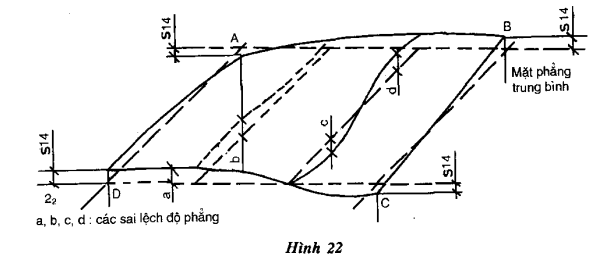 S14
A
B
S14
Mặt phẳng
trung bình
c
d
b
S14
S14
2₂
D
a
C
a, b, c, d : các sai lệch độ phẳng
Hình 22